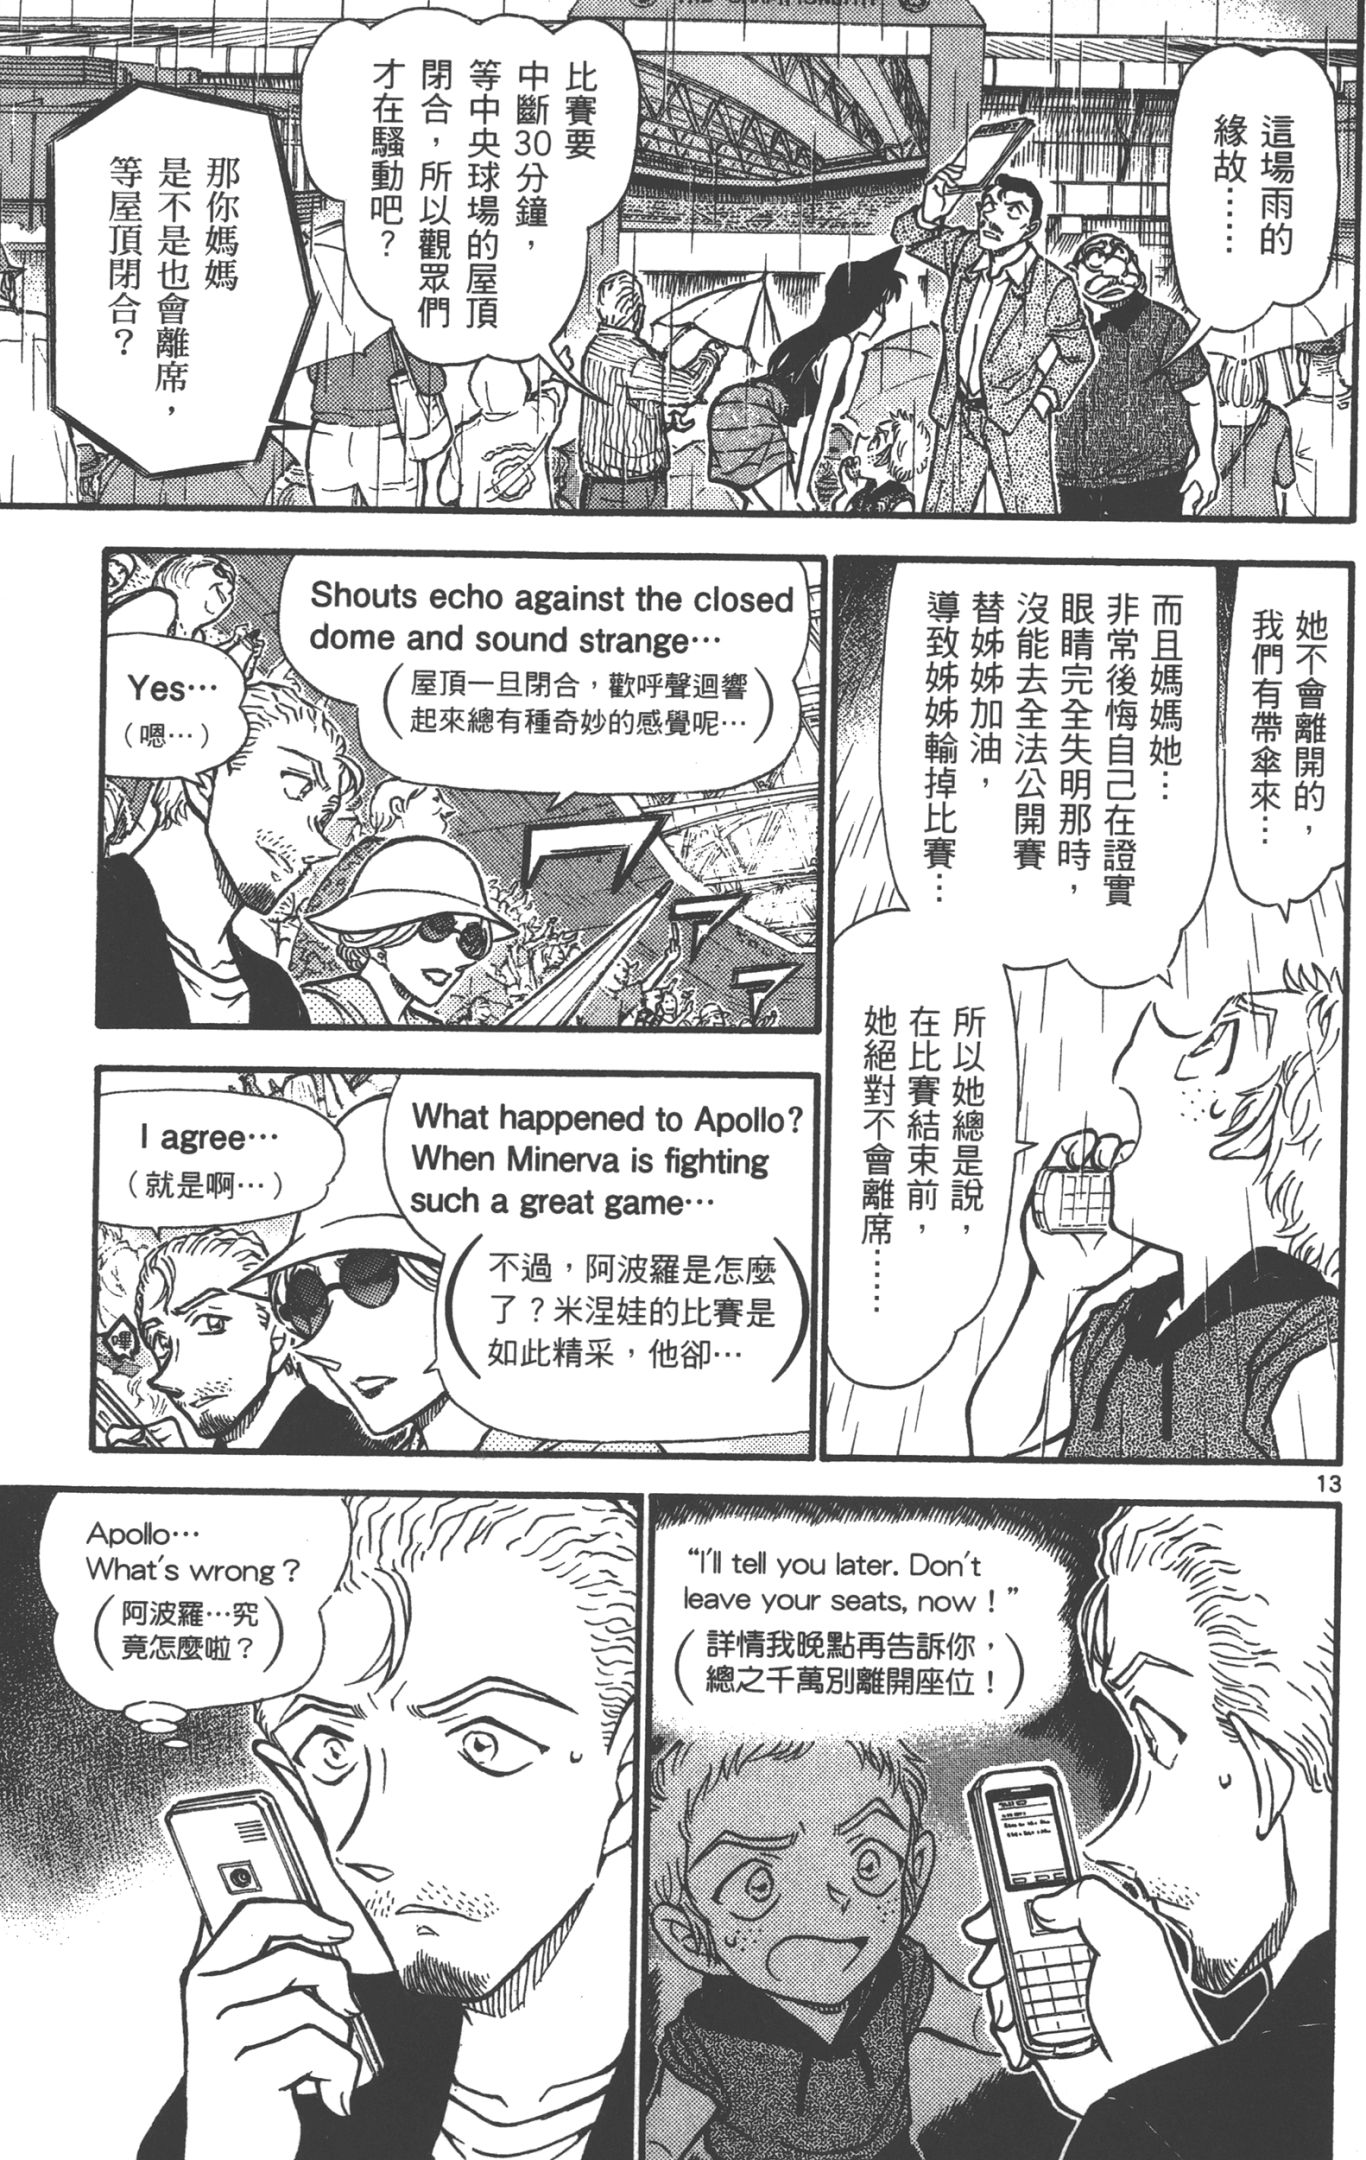 這場雨的
緣故……
比賽要
中斷30分鐘，
等中央球場的屋頂
閉合，所以觀眾們
才在騷動吧？
那你媽媽
是不是也會離席，
等屋頂閉合？
她不會離開的，
我們有帶傘來…
而且媽媽她…
非常後悔自己在證實
眼睛完全失明那時，
沒能去全法公開賽
替姊姊加油，
導致姊姊輸掉比賽…
所以她總是說，
在比賽結束前，
她絕對不會離席……
Shouts echo against the closed
dome and sound strange…
（屋頂一旦閉合，歡呼聲迴響
起來總有種奇妙的感覺呢…）
Yes…
（嗯…）
What happened to Apollo?
When Minerva is fighting
such a great game…
（不過，阿波羅是怎麼
了？米涅娃的比賽是
如此精采，他卻…）
I agree…
（就是啊…）
嗶
13
“I'll tell you later. Don't
leave your seats, now！”
（詳情我晚點再告訴你，
總之千萬別離開座位！）
Apollo…
What's wrong？
（阿波羅…究
竟怎麼啦？）